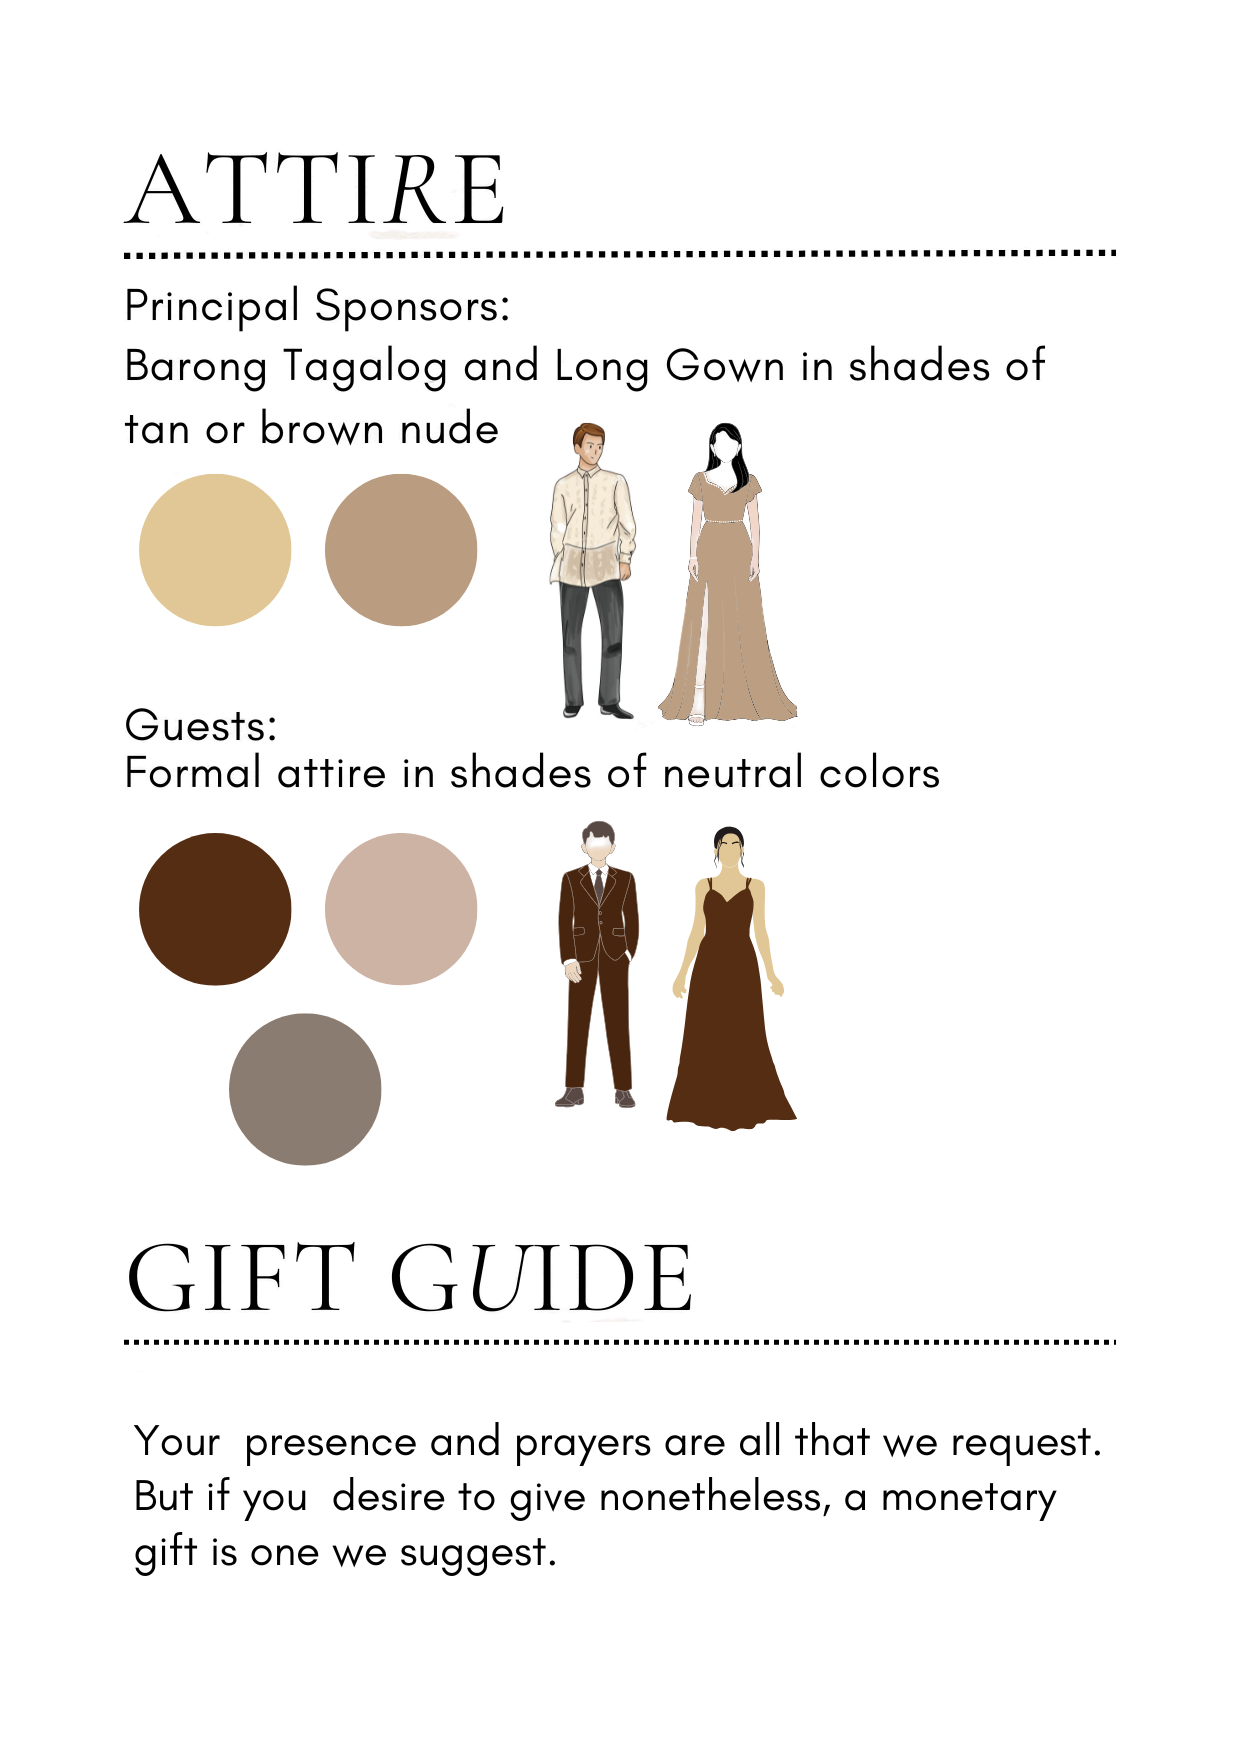 ATTIRE
Principal Sponsors:
Barong Tagalog and Long Gown in shades of
tan or brown nude
Guests:
Formal attire in shades of neutral colors
GIFT GUIDE
Your presence and prayers are all that we request.
But if you desire to give nonetheless, a monetary
gift is one we suggest.